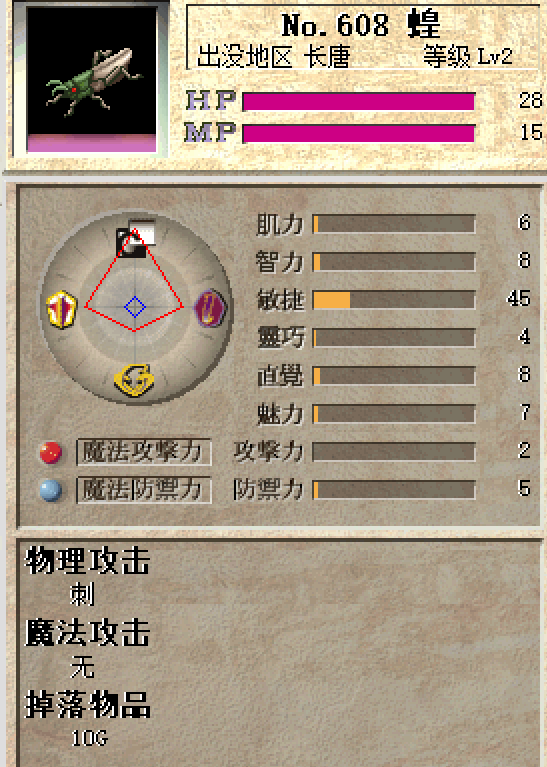 No.608 蝗
出没地区 长唐 等级 Lv2
HP 28
MP 15
肌力 6
智力 8
敏捷 45
靈巧 4
直覺 8
魅力 7
魔法攻擊力 攻擊力 2
魔法防禦力 防禦力 5
物理攻击
刺
魔法攻击
无
掉落物品
10G